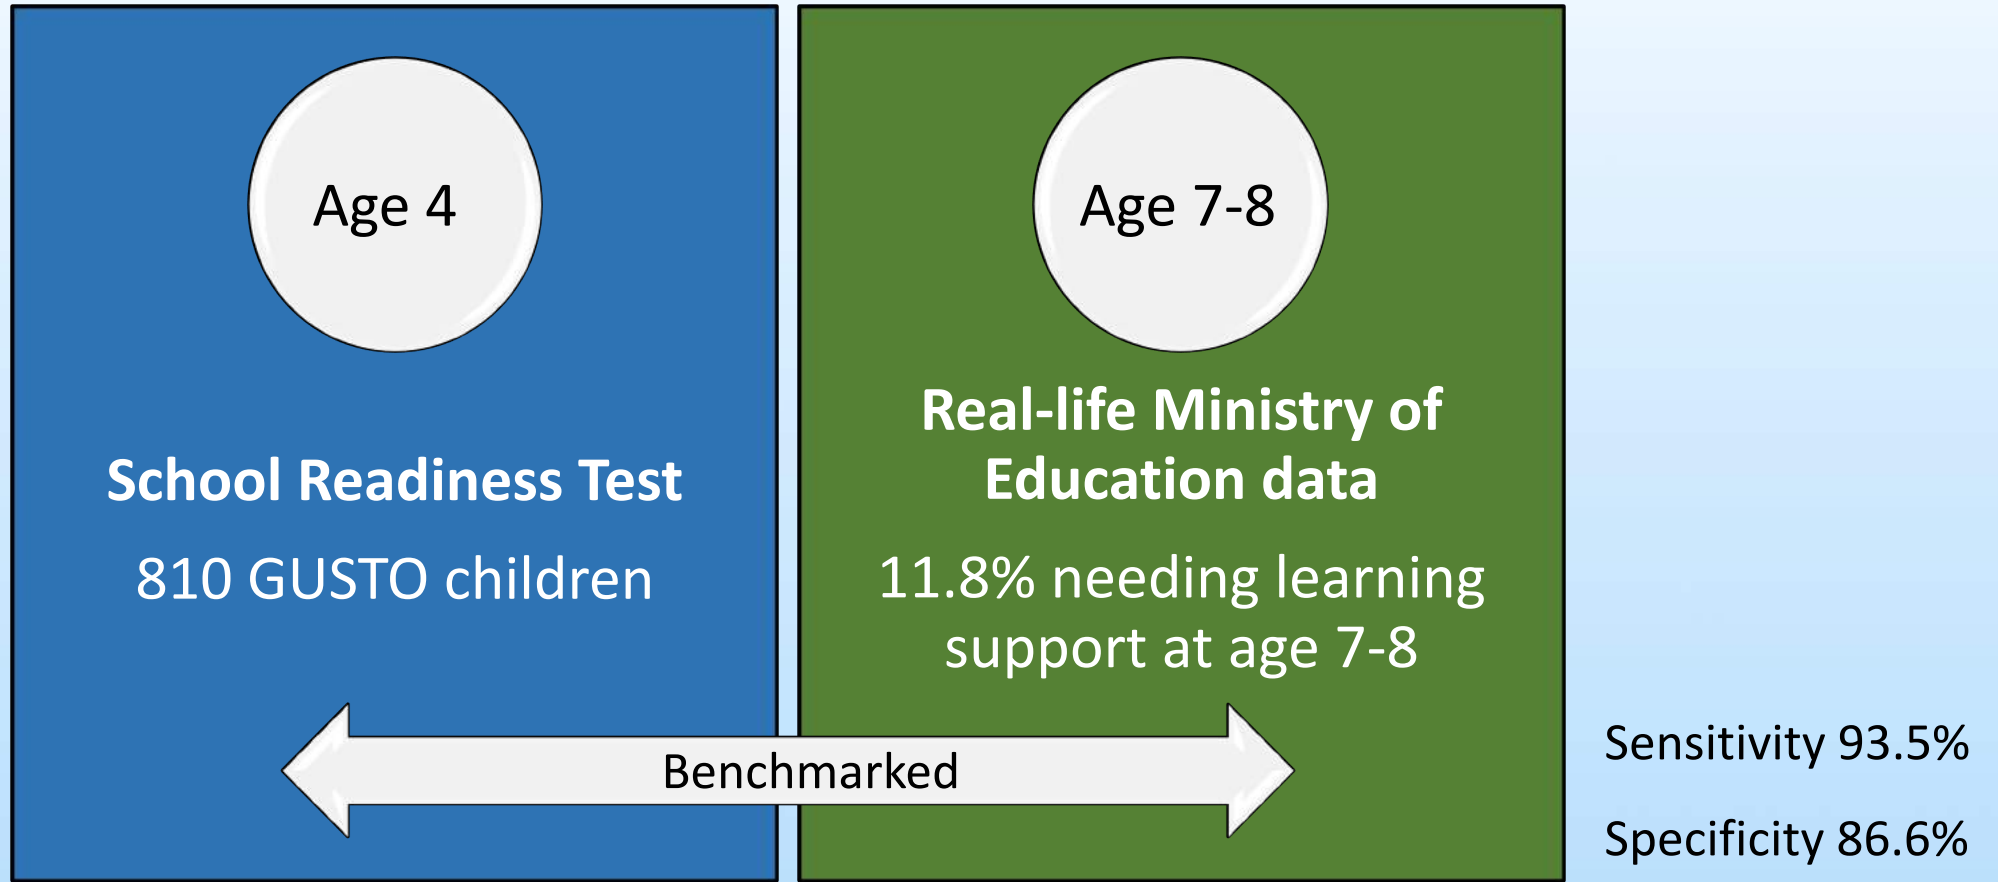 Age 4
School Readiness Test
810 GUSTO children
Age 7-8
Real-life Ministry of
Education data
11.8% needing learning
support at age 7-8
Benchmarked
Sensitivity 93.5%
Specificity 86.6%